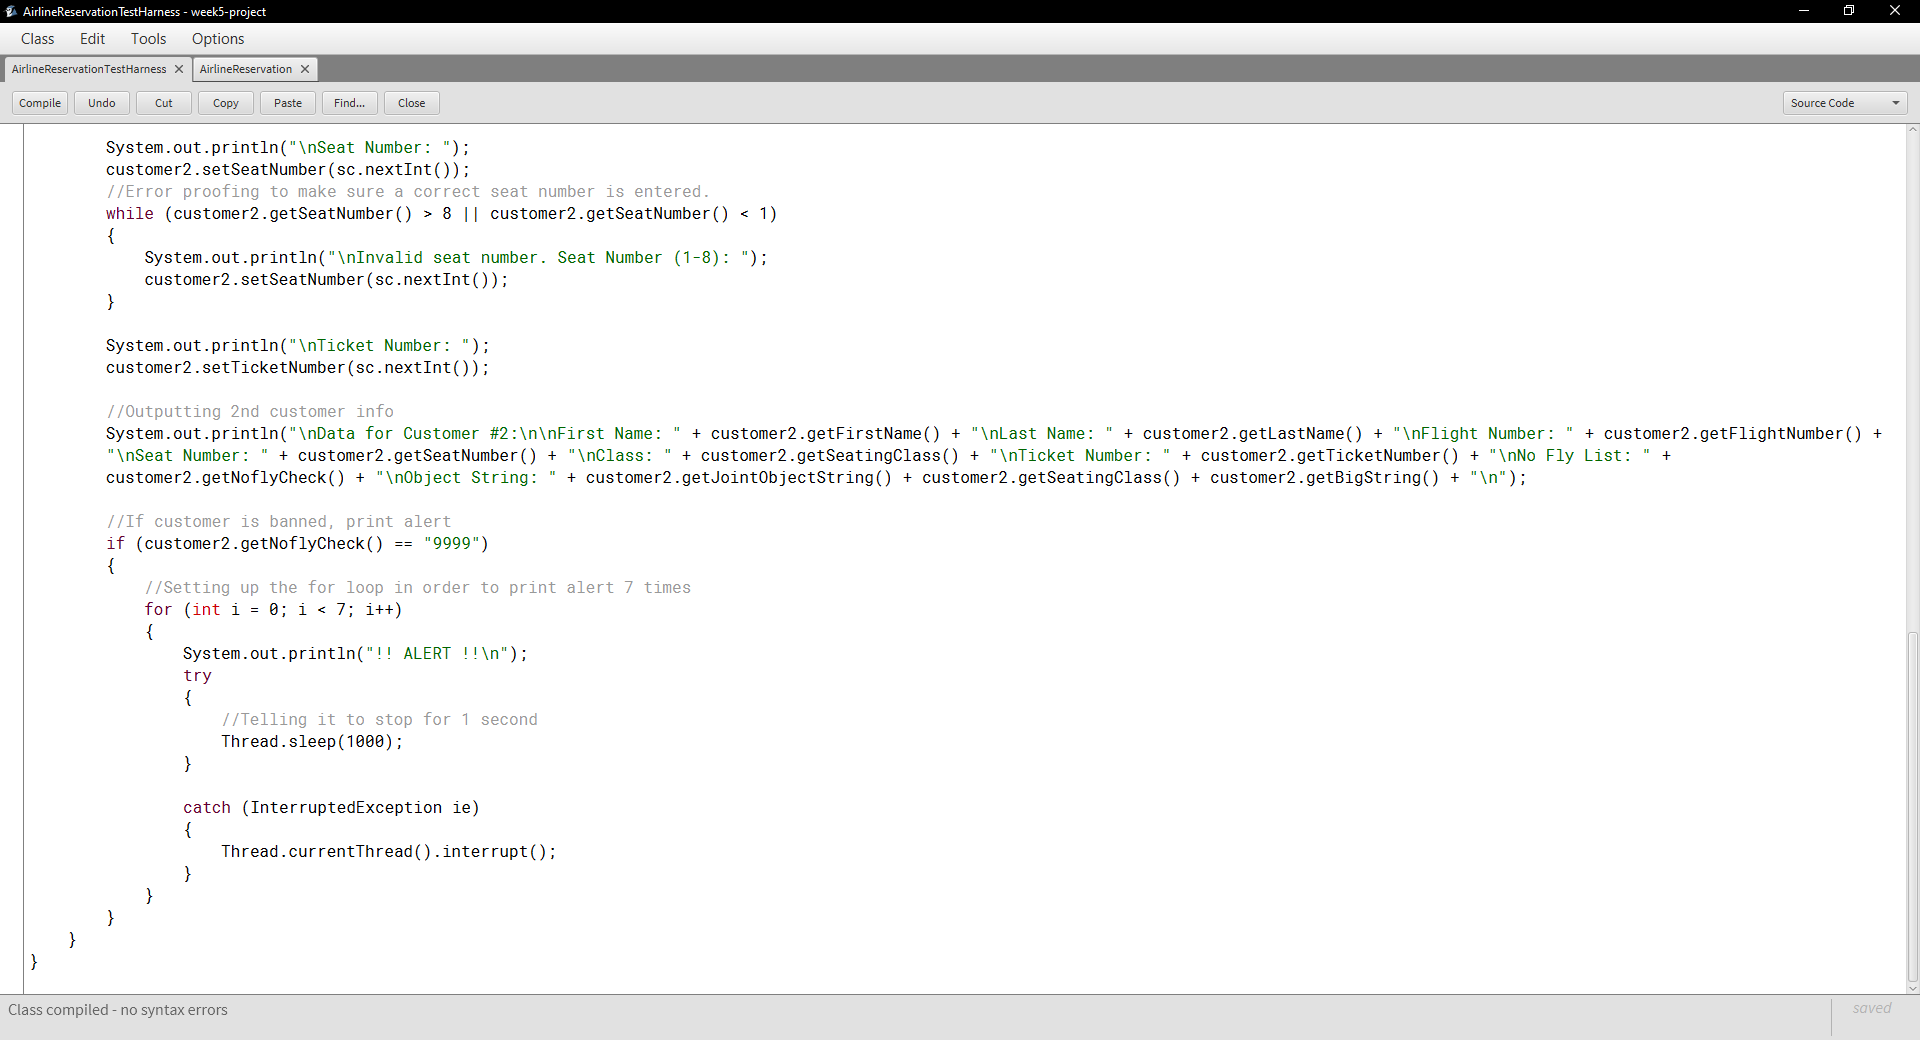 AirlineReservationTestHarness - week5-project
Class Edit Tools Options
AirlineReservationTestHarness AirlineReservation
Compile Undo Cut Copy Paste Find... Close Source Code
System.out.println("\nSeat Number: ");
customer2.setSeatNumber(sc.nextInt());
//Error proofing to make sure a correct seat number is entered.
while (customer2.getSeatNumber() > 8 || customer2.getSeatNumber() < 1)
{
System.out.println("\nInvalid seat number. Seat Number (1-8): ");
customer2.setSeatNumber(sc.nextInt());
}
System.out.println("\nTicket Number: ");
customer2.setTicketNumber(sc.nextInt());
//Outputting 2nd customer info
System.out.println("\nData for Customer #2:\n\nFirst Name: " + customer2.getFirstName() + "\nLast Name: " + customer2.getLastName() + "\nFlight Number: " + customer2.getFlightNumber() +
"\nSeat Number: " + customer2.getSeatNumber() + "\nClass: " + customer2.getSeatingClass() + "\nTicket Number: " + customer2.getTicketNumber() + "\nNo Fly List: " +
customer2.getNoflyCheck() + "\nObject String: " + customer2.getJointObjectString() + customer2.getSeatingClass() + customer2.getBigString() + "\n");
//If customer is banned, print alert
if (customer2.getNoflyCheck() == "9999")
{
//Setting up the for loop in order to print alert 7 times
for (int i = 0; i < 7; i++)
{
System.out.println("!! ALERT !!\n");
try
{
//Telling it to stop for 1 second
Thread.sleep(1000);
}
catch (InterruptedException ie)
{
Thread.currentThread().interrupt();
}
}
}
}
}
Class compiled - no syntax errors
saved